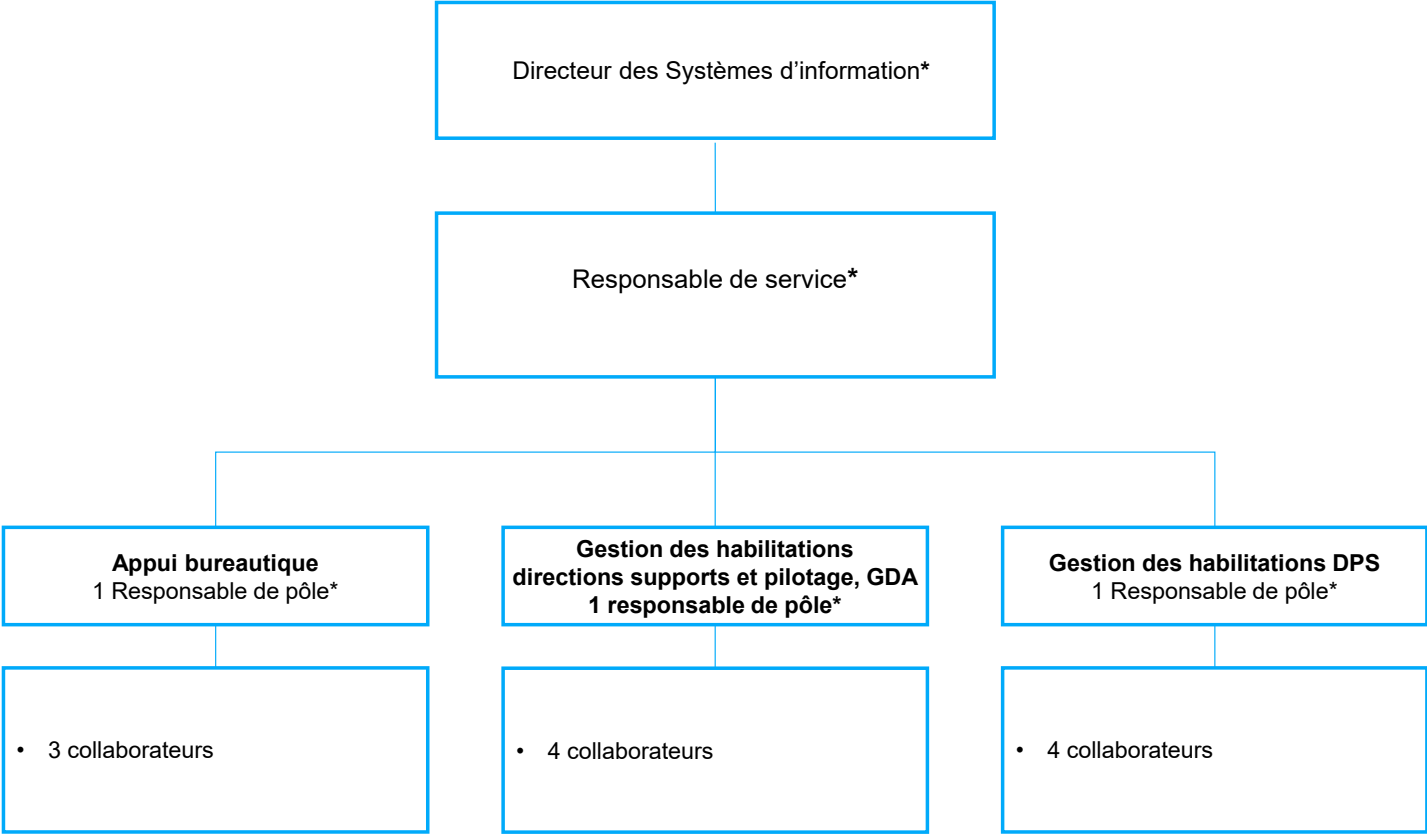 Directeur des Systèmes d’information*
Responsable de service*
Appui bureautique
1 Responsable de pôle*
Gestion des habilitations
directions supports et pilotage, GDA
1 responsable de pôle*
Gestion des habilitations DPS
1 Responsable de pôle*
• 3 collaborateurs
• 4 collaborateurs
• 4 collaborateurs